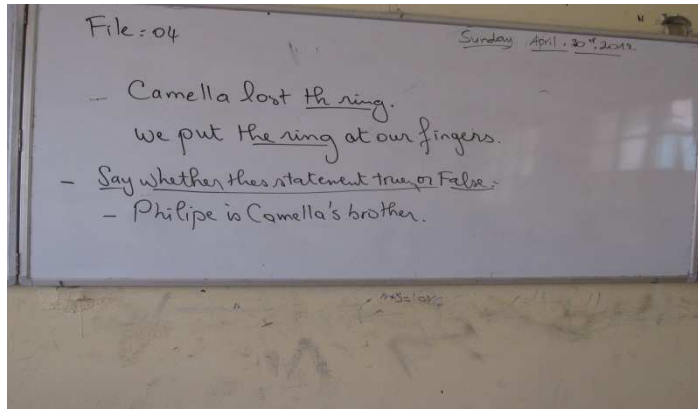 File: 04
Sunday April, 30th, 2012
- Camella lost th ring.
we put the ring at our fingers.
- Say whether thes statement true, or False:
- Philipe is Camella's brother.